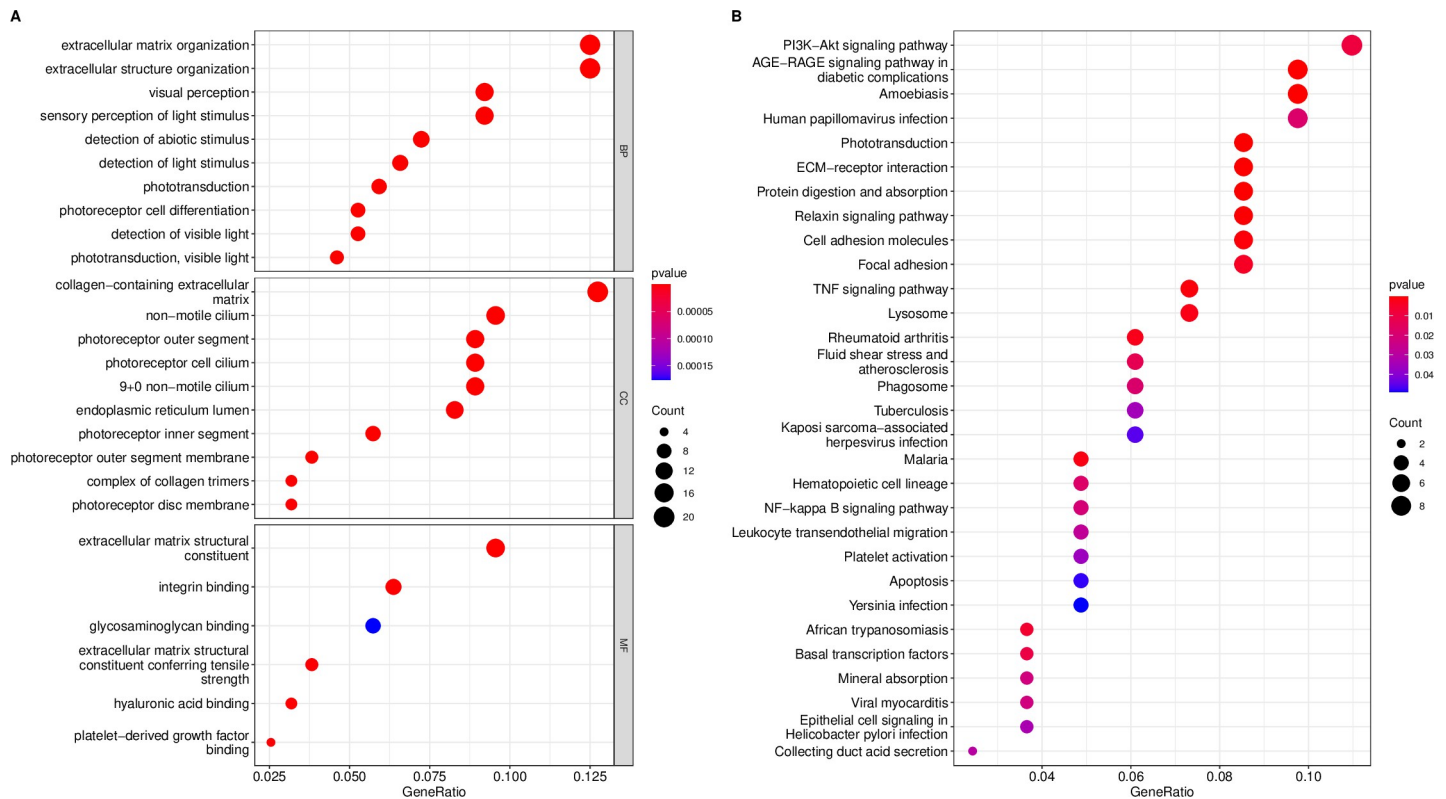 A
extracellular matrix organization
extracellular structure organization
visual perception
sensory perception of light stimulus
detection of abiotic stimulus
detection of light stimulus
phototransduction
photoreceptor cell differentiation
detection of visible light
phototransduction, visible light
BP
collagen−containing extracellular
matrix
non−motile cilium
photoreceptor outer segment
photoreceptor cell cilium
9+0 non−motile cilium
endoplasmic reticulum lumen
photoreceptor inner segment
photoreceptor outer segment membrane
complex of collagen trimers
photoreceptor disc membrane
CC
extracellular matrix structural
constituent
integrin binding
glycosaminoglycan binding
extracellular matrix structural
constituent conferring tensile
strength
hyaluronic acid binding
platelet−derived growth factor
binding
MF
0.025 0.050 0.075 0.100 0.125
GeneRatio
pvalue
0.00005
0.00010
0.00015
Count
4
8
12
16
20
B
PI3K−Akt signaling pathway
AGE−RAGE signaling pathway in
diabetic complications
Amoebiasis
Human papillomavirus infection
Phototransduction
ECM−receptor interaction
Protein digestion and absorption
Relaxin signaling pathway
Cell adhesion molecules
Focal adhesion
TNF signaling pathway
Lysosome
Rheumatoid arthritis
Fluid shear stress and
atherosclerosis
Phagosome
Tuberculosis
Kaposi sarcoma−associated
herpesvirus infection
Malaria
Hematopoietic cell lineage
NF−kappa B signaling pathway
Leukocyte transendothelial migration
Platelet activation
Apoptosis
Yersinia infection
African trypanosomiasis
Basal transcription factors
Mineral absorption
Viral myocarditis
Epithelial cell signaling in
Helicobacter pylori infection
Collecting duct acid secretion
0.04 0.06 0.08 0.10
GeneRatio
pvalue
0.01
0.02
0.03
0.04
Count
2
4
6
8